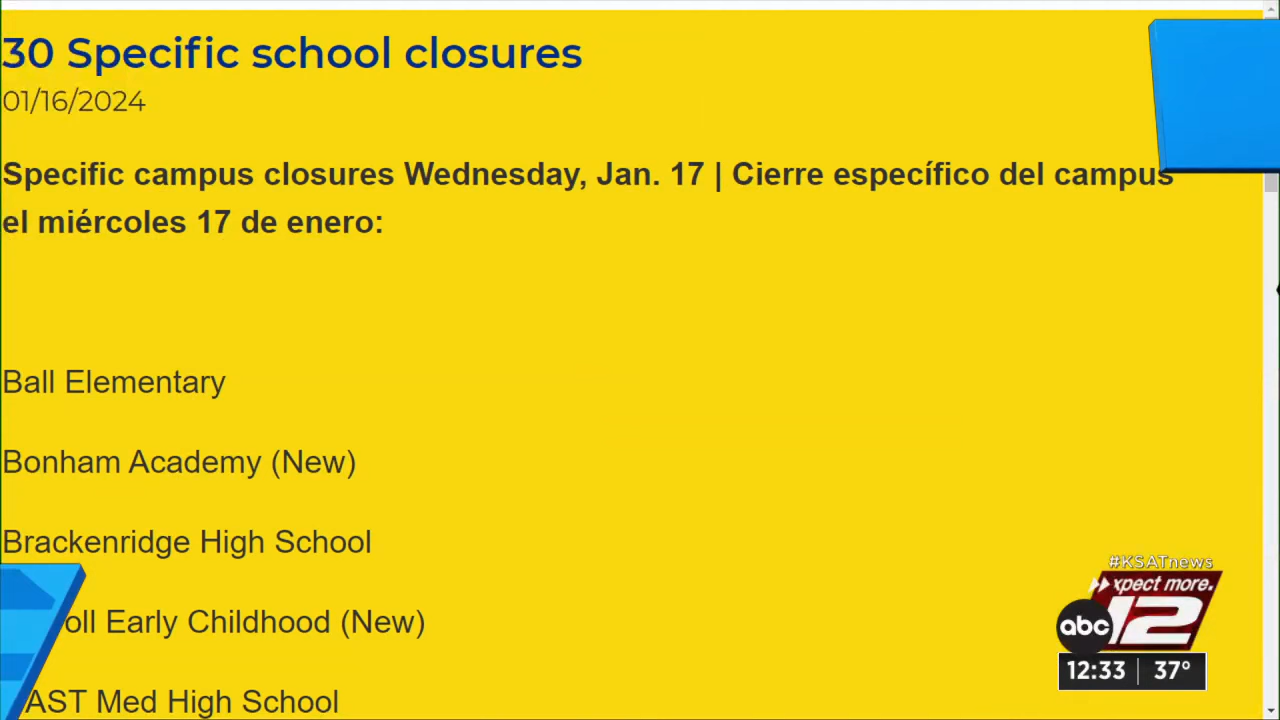 30 Specific school closures
01/16/2024
Specific campus closures Wednesday, Jan. 17 | Cierre específico del campus
el miércoles 17 de enero:
Ball Elementary
Bonham Academy (New)
Brackenridge High School
Early Childhood (New)
Med High School
#KSATnews
xpect more.
abc 12
12:33 37°